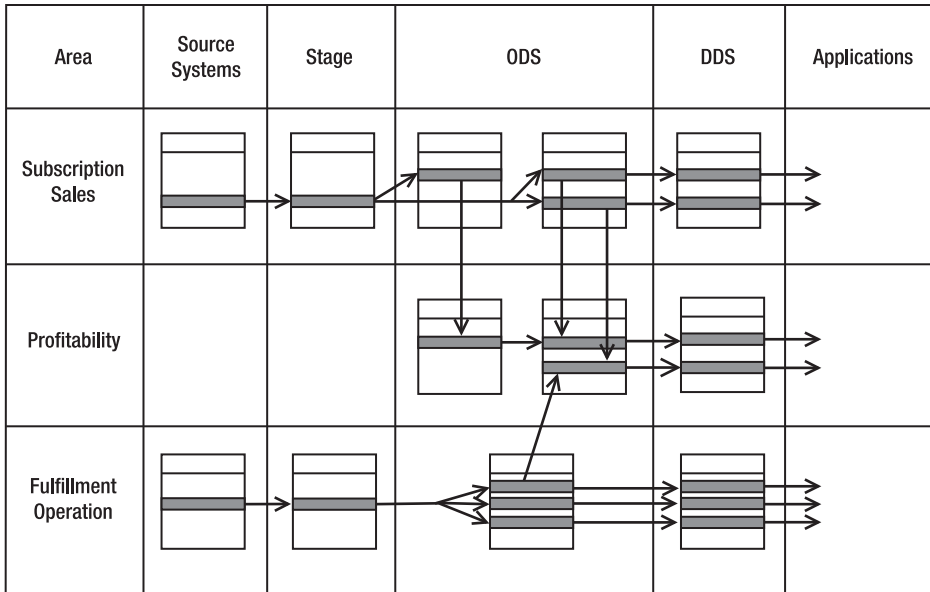 Area
Source
Systems
Stage
ODS
DDS
Applications
Subscription
Sales
Profitability
Fulfillment
Operation